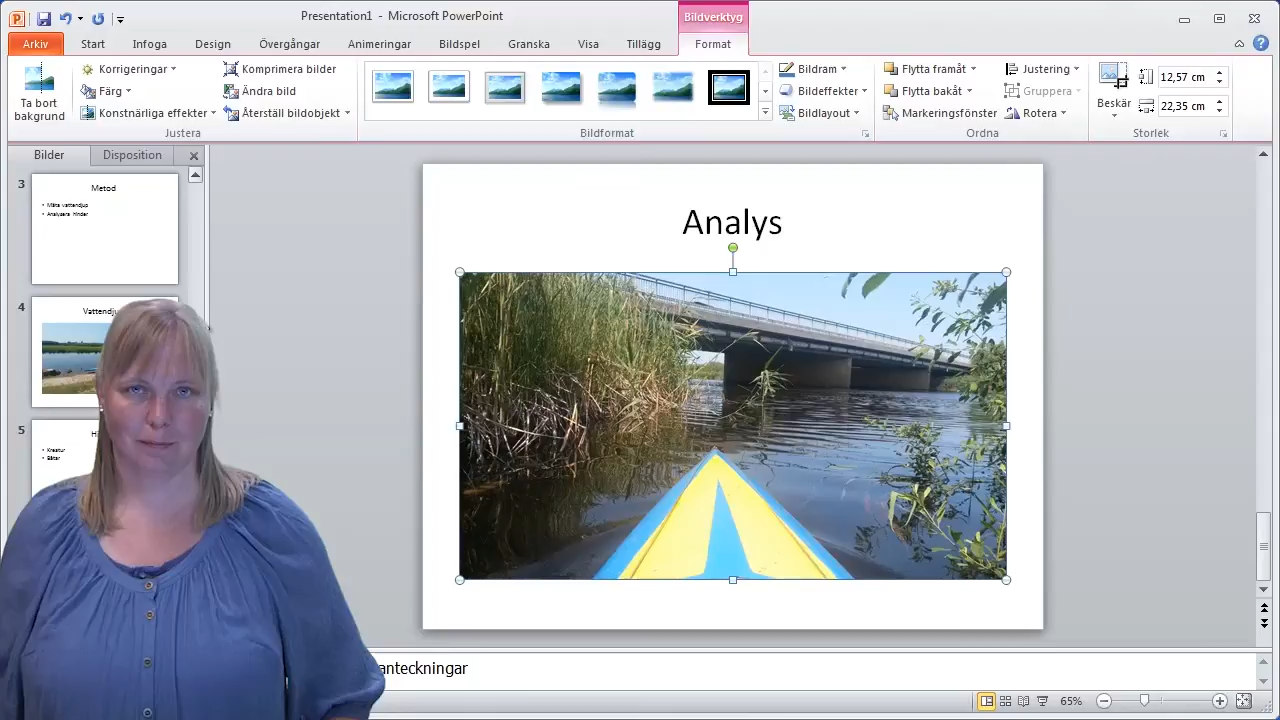 Presentation1 - Microsoft PowerPoint
Bildverktyg
Arkiv Start Infoga Design Övergångar Animeringar Bildspel Granska Visa Tillägg Format
Ta bort bakgrund
Korrigeringar
Färg
Konstnärliga effekter
Komprimera bilder
Ändra bild
Återställ bildobjekt
Justera
Bildformat
Bildram
Bildeffekter
Bildlayout
Flytta framåt
Flytta bakåt
Markeringsfönster
Justering
Gruppera
Rotera
Ordna
Beskär
12,57 cm
22,35 cm
Storlek
Bilder Disposition
3
Metod
• Mäta vattendjup
• Analysera hinder
4
Vattendju
5
H
• Kreatur
• Båtar
Analys
anteckningar
65%